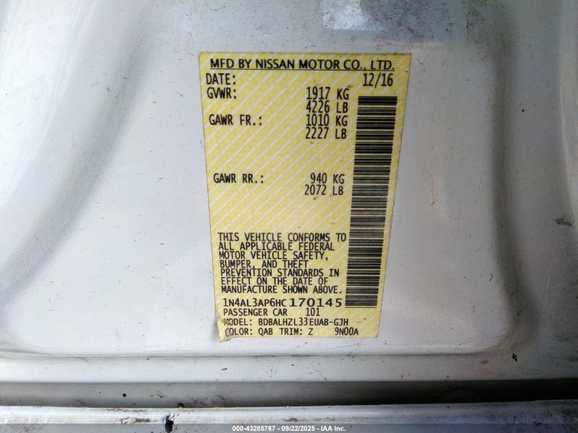 MFD BY NISSAN MOTOR CO., LTD.
DATE: 12/16
GVWR: 1917 KG
4226 LB
GAWR FR.: 1010 KG
2227 LB
GAWR RR.: 940 KG
2072 LB
THIS VEHICLE CONFORMS TO
ALL APPLICABLE FEDERAL
MOTOR VEHICLE SAFETY,
BUMPER, AND THEFT
PREVENTION STANDARDS IN
EFFECT ON THE DATE OF
MANUFACTURE SHOWN ABOVE.
1N4AL3AP6HC170145
PASSENGER CAR 101
MODEL: BDBALHZL33EUAB-GJH
COLOR: QAB TRIM: Z 9N00A
000-43288787 - 09/22/2025 - IAA Inc.